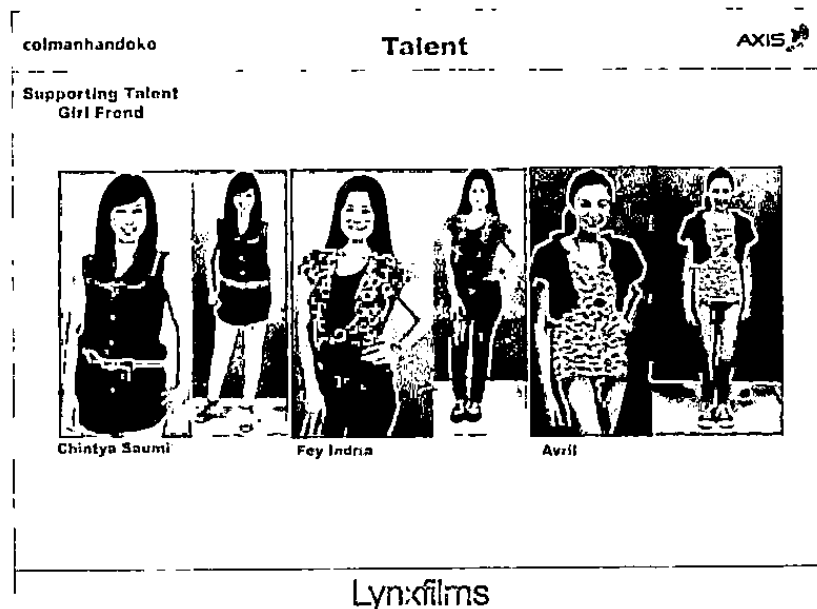 colmanhandoko
Talent
AXIS
Supporting Talent
Girl Frend
Chintya Saumi
Fey Indria
Avril
Lynxfilms